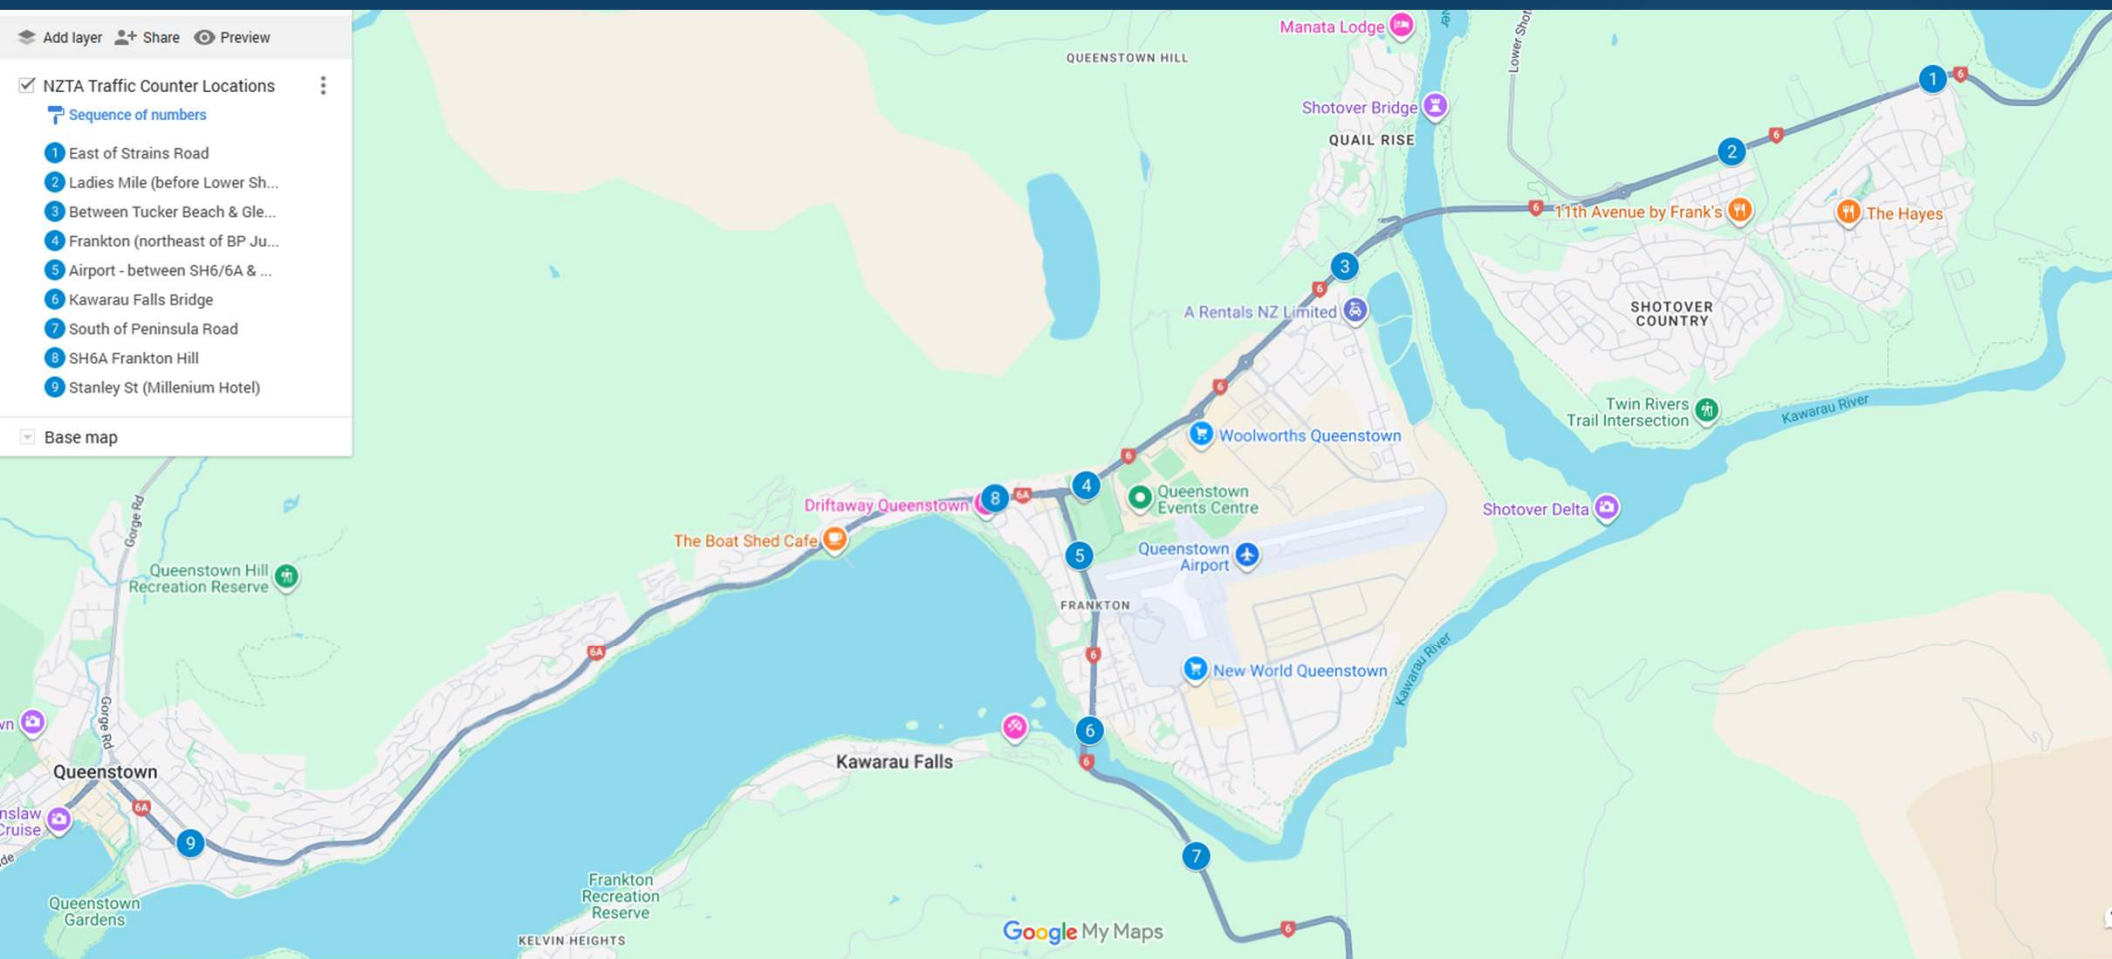 Add layer
Share
Preview
NZTA Traffic Counter Locations
Sequence of numbers
1 East of Strains Road
2 Ladies Mile (before Lower Sh...
3 Between Tucker Beach & Gle...
4 Frankton (northeast of BP Ju...
5 Airport - between SH6/6A & ...
6 Kawarau Falls Bridge
7 South of Peninsula Road
8 SH6A Frankton Hill
9 Stanley St (Millenium Hotel)
Base map
Manata Lodge
QUEENSTOWN HILL
Lower Shot
Shotover Bridge
QUAIL RISE
1
6
6
2
6
11th Avenue by Frank's
The Hayes
3
6
A Rentals NZ Limited
SHOTOVER
COUNTRY
6
Twin Rivers
Trail Intersection
Kawarau River
Woolworths Queenstown
6
4
8
6A
Driftaway Queenstown
Queenstown
Events Centre
Shotover Delta
Gorge Rd
The Boat Shed Cafe
5
Queenstown
Airport
Queenstown Hill
Recreation Reserve
FRANKTON
6A
6
New World Queenstown
Kawarau River
Gorge Rd
wn
6
Kawarau Falls
6
Queenstown
6A
nslaw
Cruise
9
7
de
Queenstown
Gardens
Frankton
Recreation
Reserve
KELVIN HEIGHTS
Google My Maps
6